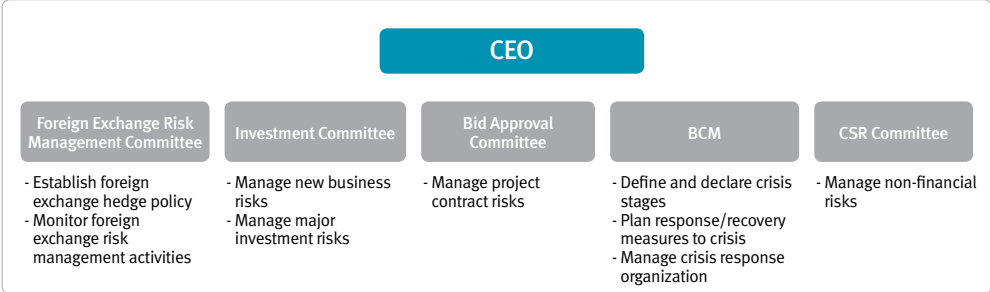 CEO
Foreign Exchange Risk
Management Committee
- Establish foreign
exchange hedge policy
- Monitor foreign
exchange risk
management activities
Investment Committee
- Manage new business
risks
- Manage major
investment risks
Bid Approval
Committee
- Manage project
contract risks
BCM
- Define and declare crisis
stages
- Plan response/recovery
measures to crisis
- Manage crisis response
organization
CSR Committee
- Manage non-financial
risks